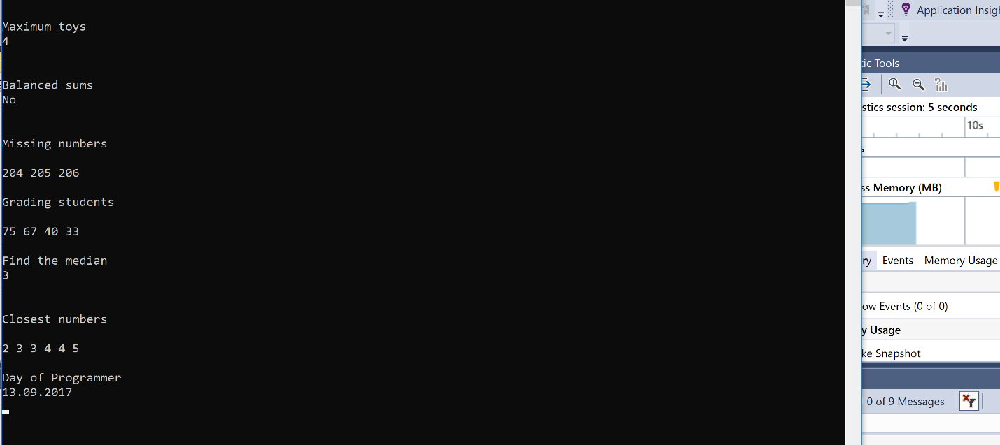 Maximum toys
4
Balanced sums
No
Missing numbers
204 205 206
Grading students
75 67 40 33
Find the median
3
Closest numbers
2 3 3 4 4 5
Day of Programmer
13.09.2017
Application Insigh
tic Tools
stics session: 5 seconds
10s
s
ss Memory (MB)
ry Events Memory Usage
ow Events (0 of 0)
y Usage
ke Snapshot
0 of 9 Messages